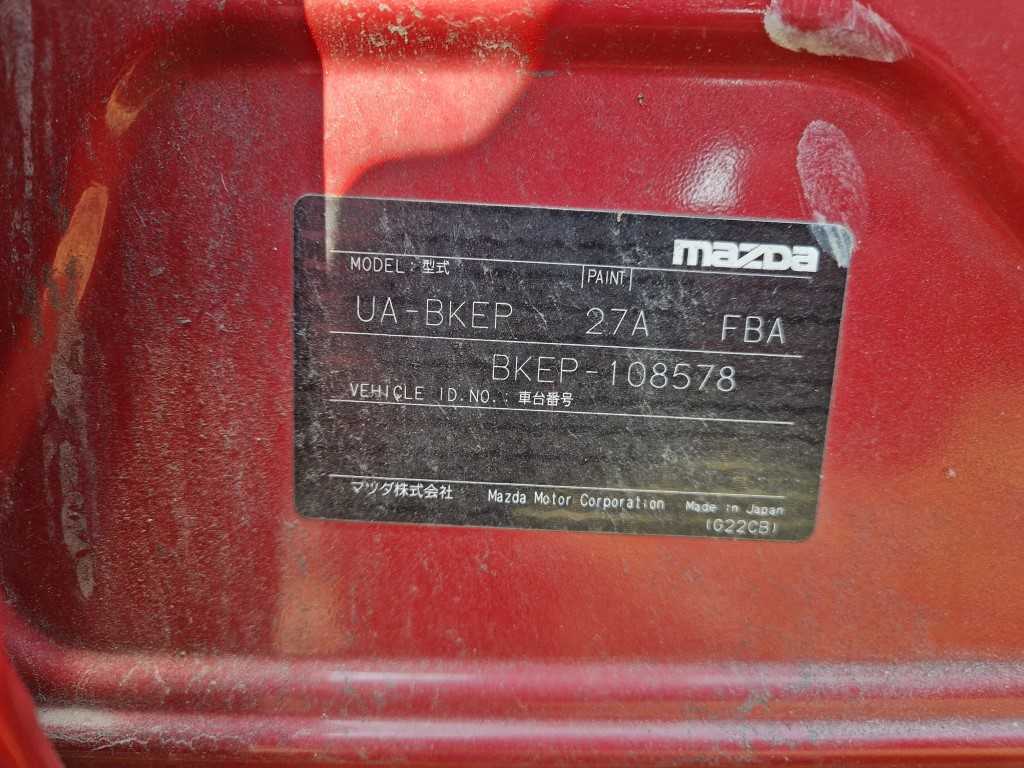 mazda
MODEL: 型式 PAINT
UA-BKEP 27A FBA
BKEP-108578
VEHICLE ID.NO.: 車台番号
マツダ株式会社 Mazda Motor Corporation Made in Japan
(G22CB)